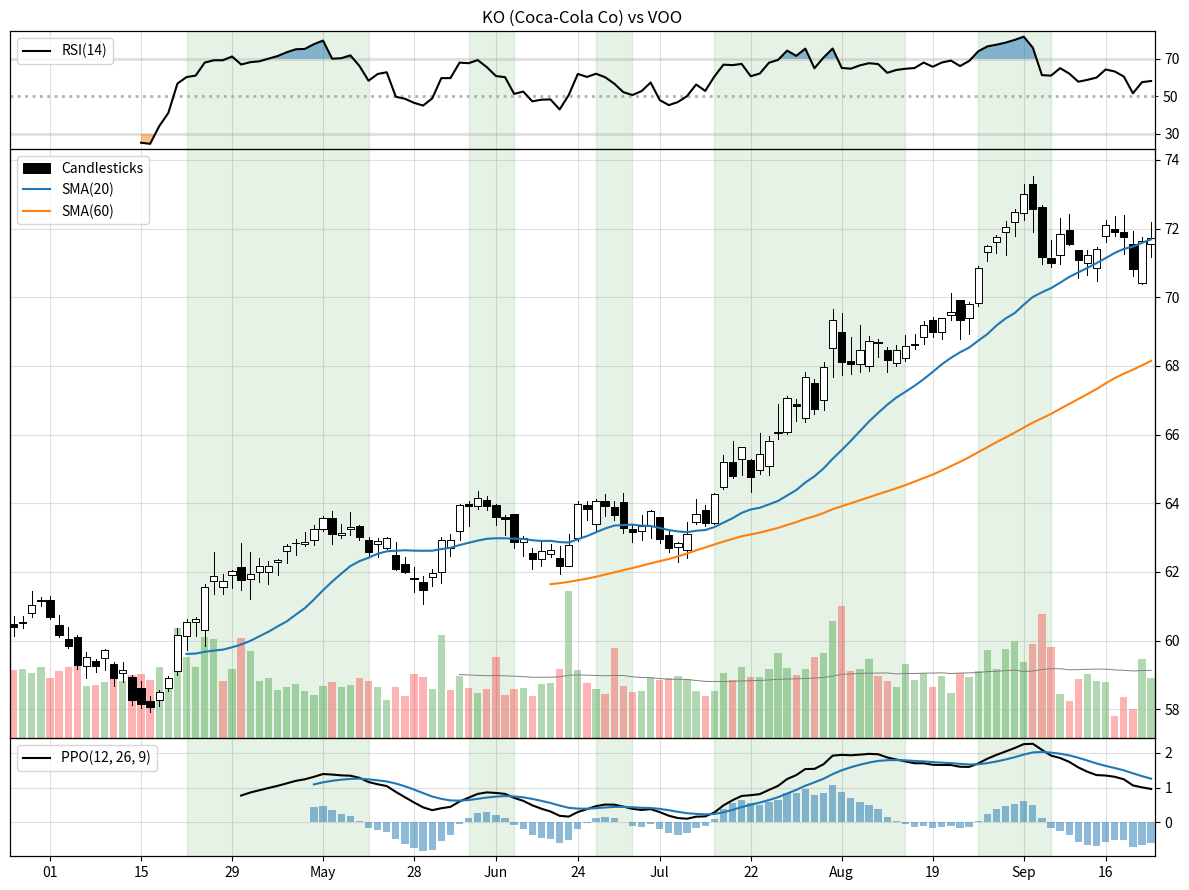 KO (Coca-Cola Co) vs VOO
RSI(14)
70
50
30
Candlesticks
SMA(20)
SMA(60)
74
72
70
68
66
64
62
60
58
PPO(12, 26, 9)
2
1
0
01 15 29 May 28 Jun 24 Jul 22 Aug 19 Sep 16